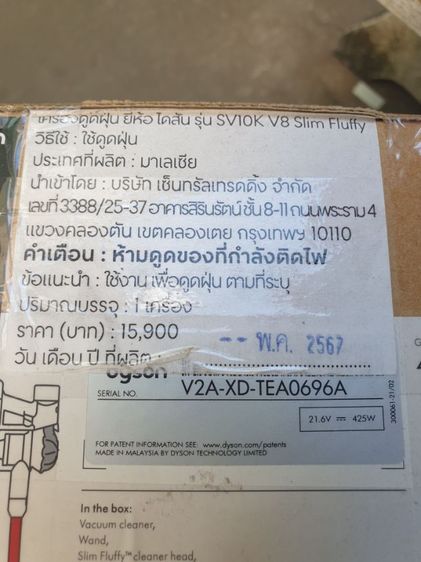 เครื่องดูดฝุ่น ยี่ห้อ ไดสัน รุ่น SV10K V8 Slim Fluffy
วิธีใช้ : ใช้ดูดฝุ่น
ประเทศที่ผลิต : มาเลเซีย
นำเข้าโดย : บริษัท เซ็นทรัลเทรดดิ้ง จำกัด
เลขที่ 3388/25-37 อาคารสิรินรัตน์ ชั้น 8-11 ถนนพระราม 4
แขวงคลองตัน เขตคลองเตย กรุงเทพฯ 10110
คำเตือน : ห้ามดูดของที่กำลังติดไฟ
ข้อแนะนำ : ใช้งาน เพื่อดูดฝุ่น ตามที่ระบุ
ปริมาณบรรจุ : 1 เครื่อง
ราคา (บาท) : 15,900
วัน เดือน ปี ที่ผลิต : -- พ.ค. 2567
dyson
SERIAL NO. V2A-XD-TEA0696A
21.6V ⎓ 425W
300061-21/02
FOR PATENT INFORMATION SEE: www.dyson.com/patents
MADE IN MALAYSIA BY DYSON TECHNOLOGY LIMITED
In the box:
Vacuum cleaner,
Wand,
Slim Fluffy™ cleaner head,